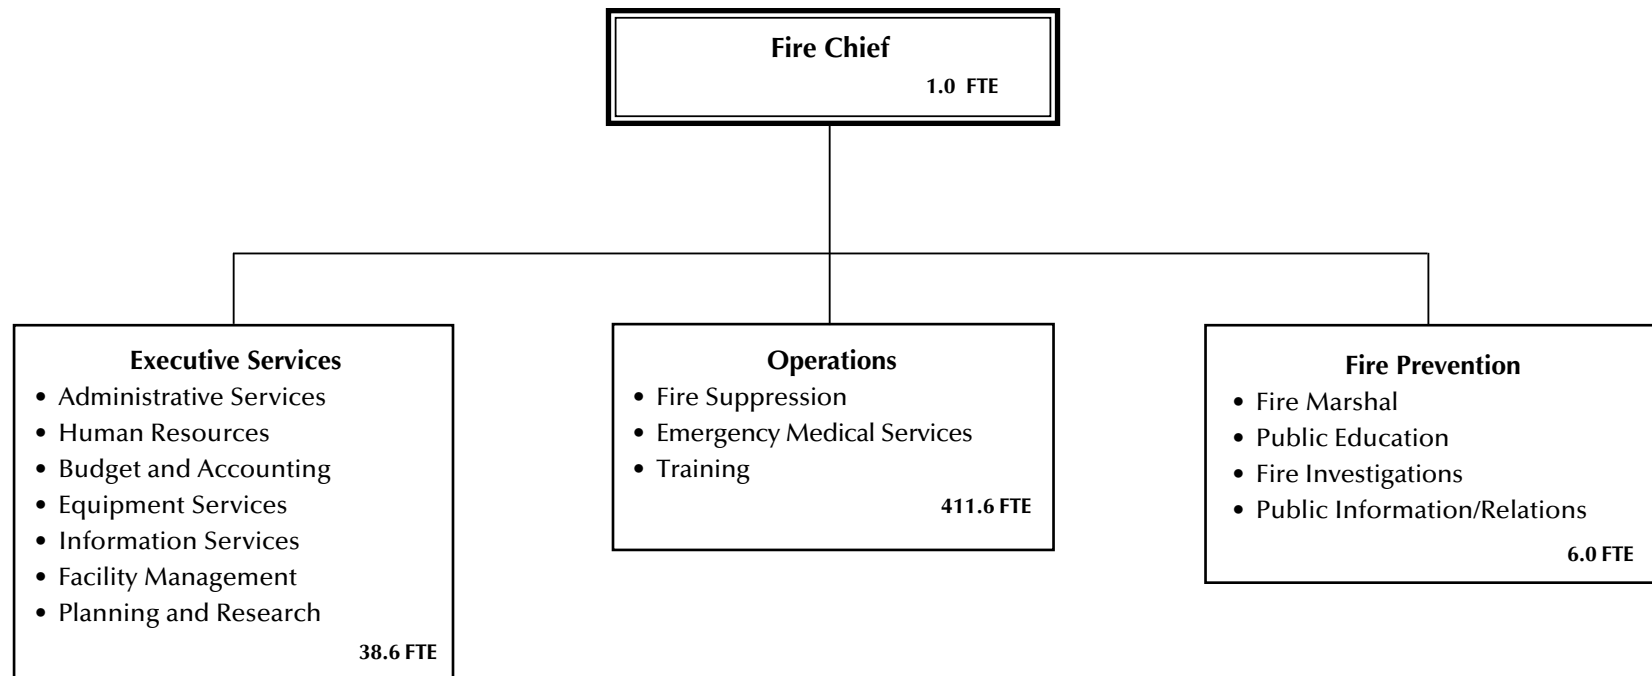 Fire Chief
1.0 FTE
Executive Services
• Administrative Services
• Human Resources
• Budget and Accounting
• Equipment Services
• Information Services
• Facility Management
• Planning and Research
38.6 FTE
Operations
• Fire Suppression
• Emergency Medical Services
• Training
411.6 FTE
Fire Prevention
• Fire Marshal
• Public Education
• Fire Investigations
• Public Information/Relations
6.0 FTE